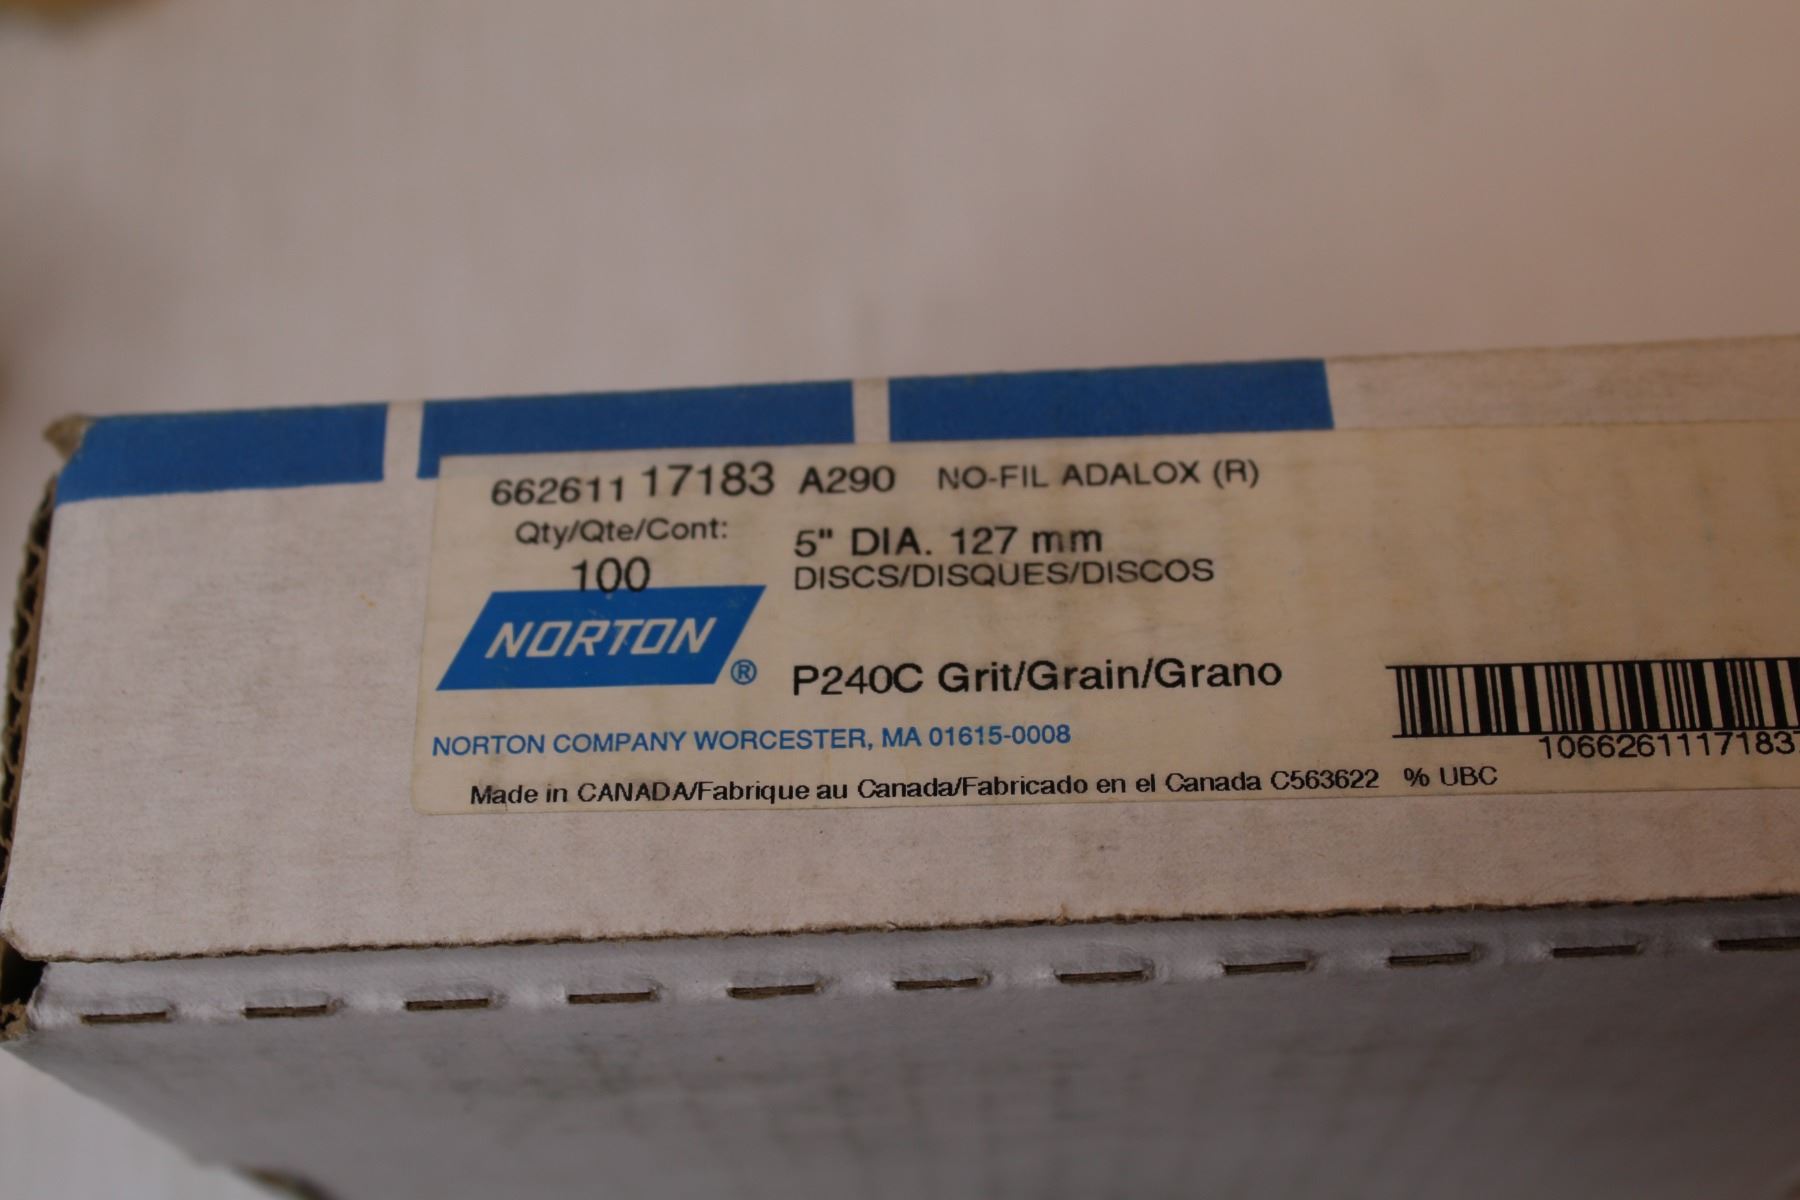 662611 17183 A290 NO-FIL ADALOX (R)
Qty/Qte/Cont:
100
5" DIA. 127 mm
DISCS/DISQUES/DISCOS
NORTON ®
P240C Grit/Grain/Grano
NORTON COMPANY WORCESTER, MA 01615-0008
1066261117183
Made in CANADA/Fabrique au Canada/Fabricado en el Canada C563622 % UBC